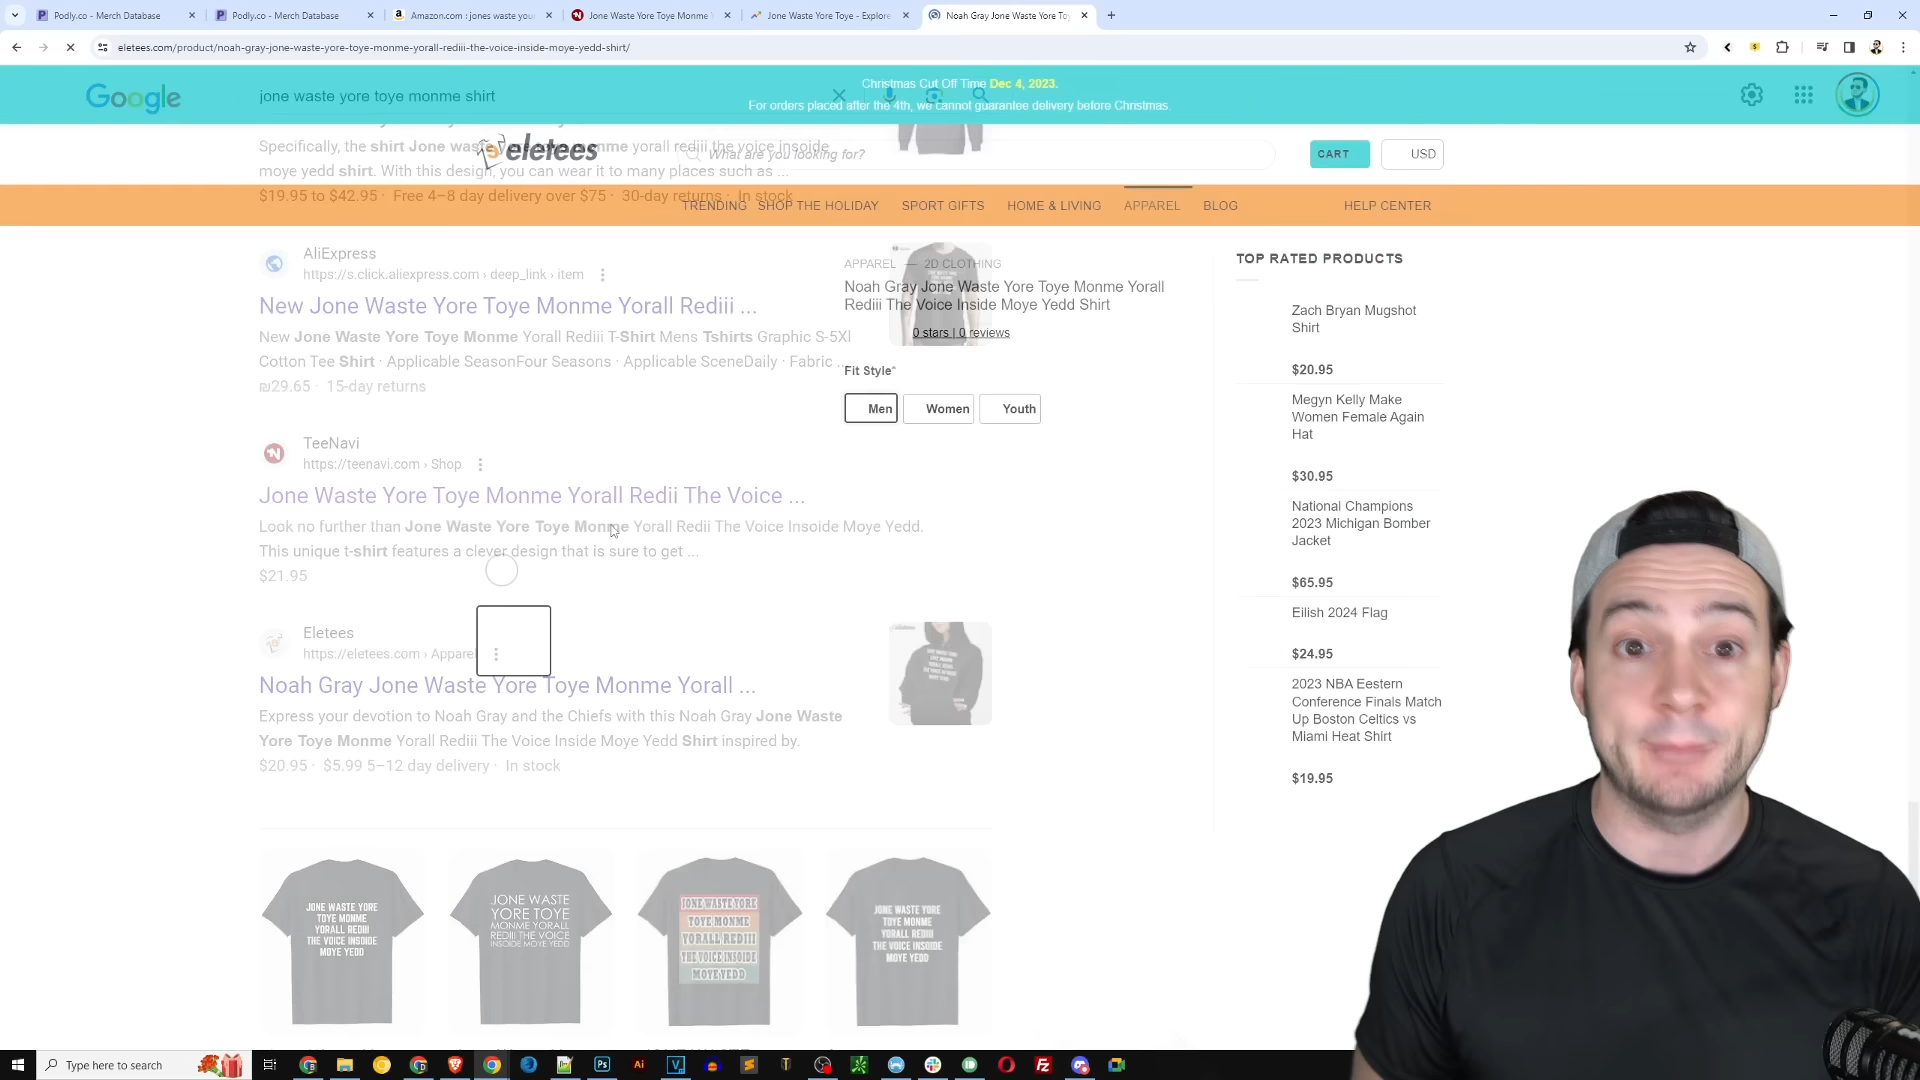 Podly.co - Merch Database
Podly.co - Merch Database
Amazon.com : jones waste your
Jone Waste Yore Toye Monme Y
Jone Waste Yore Toye - Explore
Noah Gray Jone Waste Yore Toy
eletees.com/product/noah-gray-jone-waste-yore-toye-monme-yorall-rediii-the-voice-inside-moye-yedd-shirt/
Christmas Cut Off Time Dec 4, 2023.
For orders placed after the 4th, we cannot guarantee delivery before Christmas.
Google
jone waste yore toye monme shirt
Specifically, the shirt Jone waste yore toye monme yorall rediii the voice insoide
moye yedd shirt. With this design, you can wear it to many places such as ...
$19.95 to $42.95 · Free 4–8 day delivery over $75 · 30-day returns · In stock
eletees
What are you looking for?
CART
USD
TRENDING
SHOP THE HOLIDAY
SPORT GIFTS
HOME & LIVING
APPAREL
BLOG
HELP CENTER
AliExpress
https://s.click.aliexpress.com › deep_link › item
New Jone Waste Yore Toye Monme Yorall Rediii ...
New Jone Waste Yore Toye Monme Yorall Rediii T-Shirt Mens Tshirts Graphic S-5Xl
Cotton Tee Shirt · Applicable SeasonFour Seasons · Applicable SceneDaily · Fabric ...
₪29.65 · 15-day returns
TeeNavi
https://teenavi.com › Shop
Jone Waste Yore Toye Monme Yorall Redii The Voice ...
Look no further than Jone Waste Yore Toye Monme Yorall Redii The Voice Insoide Moye Yedd.
This unique t-shirt features a clever design that is sure to get ...
$21.95
Eletees
https://eletees.com › Apparel
Noah Gray Jone Waste Yore Toye Monme Yorall ...
Express your devotion to Noah Gray and the Chiefs with this Noah Gray Jone Waste
Yore Toye Monme Yorall Rediii The Voice Inside Moye Yedd Shirt inspired by.
$20.95 · $5.99 5–12 day delivery · In stock
APPAREL — 2D CLOTHING
Noah Gray Jone Waste Yore Toye Monme Yorall
Rediii The Voice Inside Moye Yedd Shirt
0 stars | 0 reviews
Fit Style*
Men
Women
Youth
TOP RATED PRODUCTS
Zach Bryan Mugshot
Shirt
$20.95
Megyn Kelly Make
Women Female Again
Hat
$30.95
National Champions
2023 Michigan Bomber
Jacket
$65.95
Eilish 2024 Flag
$24.95
2023 NBA Eestern
Conference Finals Match
Up Boston Celtics vs
Miami Heat Shirt
$19.95
JONE WASTE YORE
TOYE MONME
YORALL REDIII
THE VOICE INSOIDE
MOYE YEDD
JONE WASTE
YORE TOYE
MONME YORALL
REDIII THE VOICE
INSOIDE MOYE YEDD
JONE WASTE YORE
TOYE MONME
YORALL REDIII
THE VOICE INSOIDE
MOYE YEDD
JONE WASTE YORE
TOYE MONME
YORALL REDIII
THE VOICE INSOIDE
MOYE YEDD
Type here to search